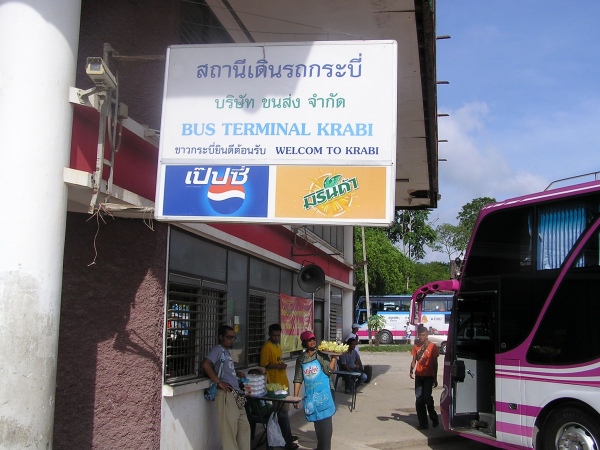 สถานีเดินรถกระบี่
บริษัท ขนส่ง จำกัด
BUS TERMINAL KRABI
ชาวกระบี่ยินดีต้อนรับ WELCOM TO KRABI
เป๊ปซี่
มิรินด้า